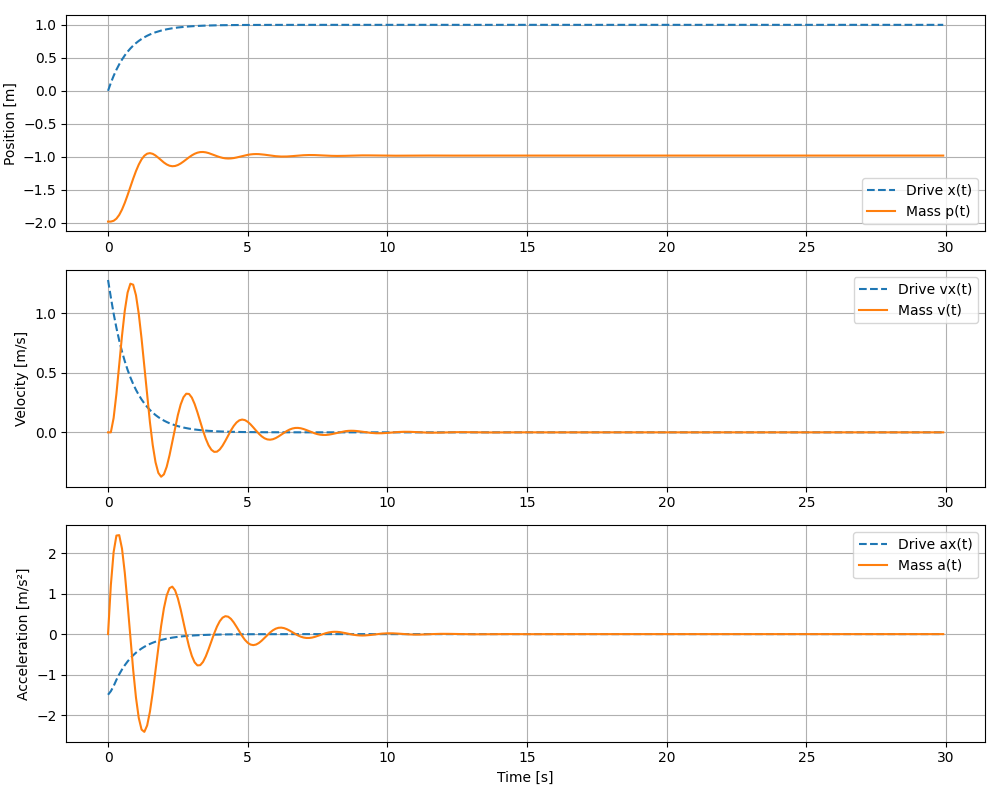 1.0
0.5
0.0
−0.5
−1.0
−1.5
−2.0
Position [m]
Drive x(t)
Mass p(t)
0 5 10 15 20 25 30
1.0
0.5
0.0
Velocity [m/s]
Drive vx(t)
Mass v(t)
0 5 10 15 20 25 30
2
1
0
−1
−2
Acceleration [m/s²]
Drive ax(t)
Mass a(t)
0 5 10 15 20 25 30
Time [s]